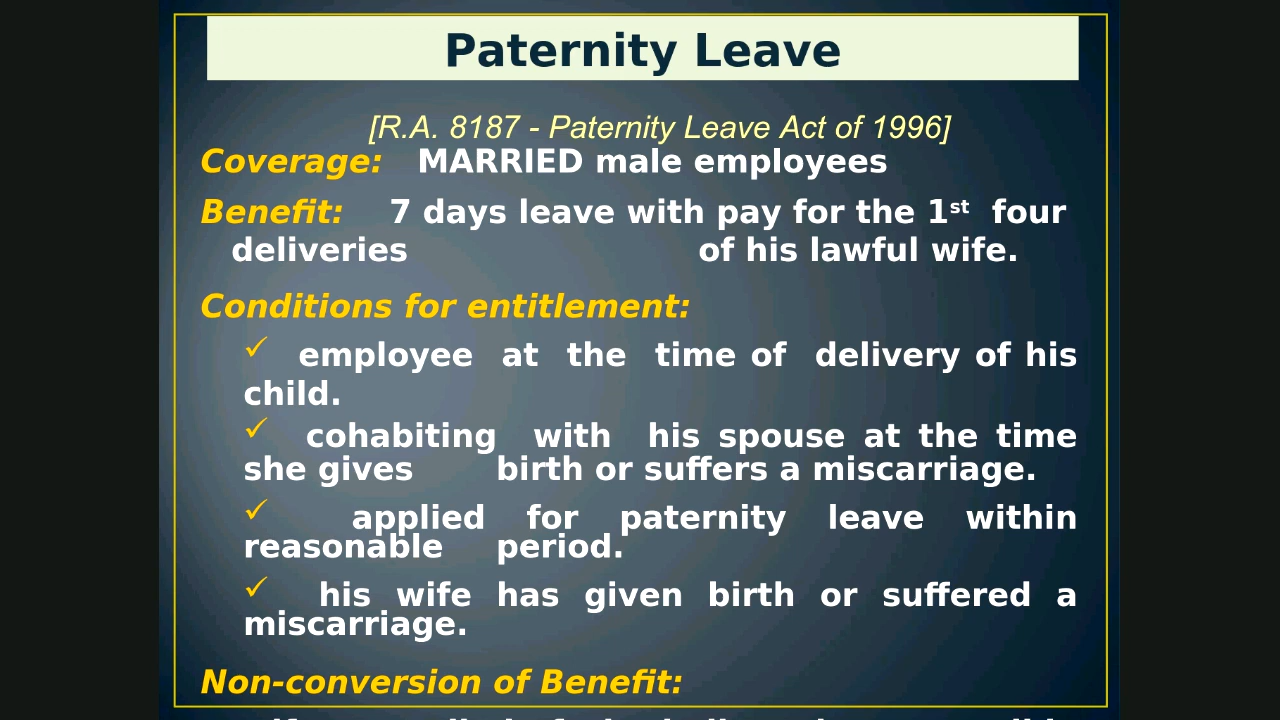 Paternity Leave
[R.A. 8187 - Paternity Leave Act of 1996]
Coverage: MARRIED male employees
Benefit: 7 days leave with pay for the 1st four
deliveries of his lawful wife.
Conditions for entitlement:
✓ employee at the time of delivery of his
child.
✓ cohabiting with his spouse at the time
she gives birth or suffers a miscarriage.
✓ applied for paternity leave within
reasonable period.
✓ his wife has given birth or suffered a
miscarriage.
Non-conversion of Benefit: